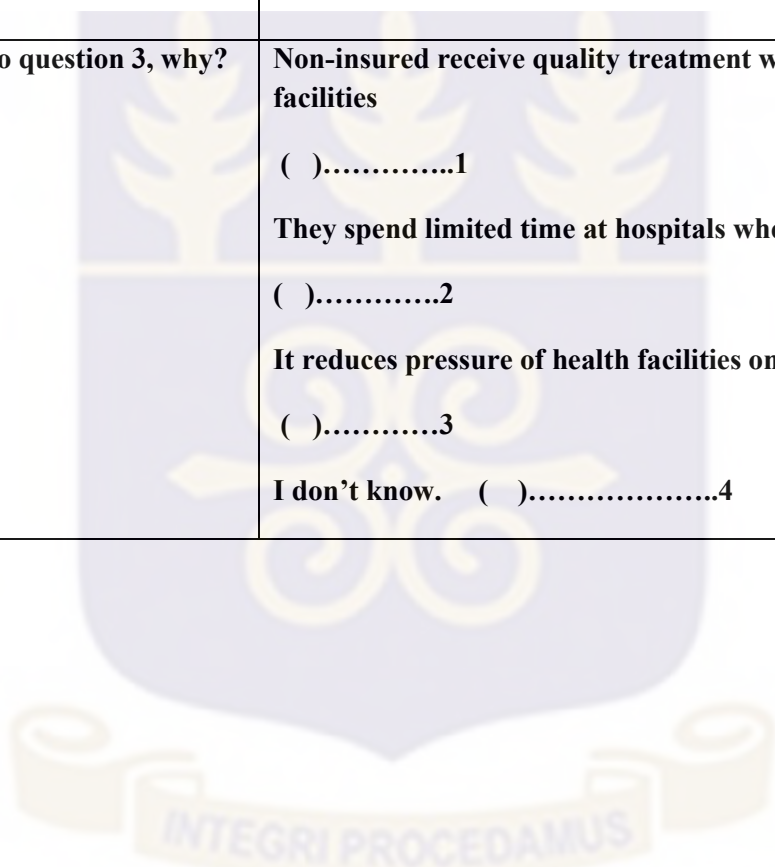 o question 3, why?
Non-insured receive quality treatment w
facilities
( )…………..1
They spend limited time at hospitals
( )………….2
It reduces pressure of health facilities on
( )…………3
I don’t know. ( )………………..4
INTEGRI PROCEDAMUS